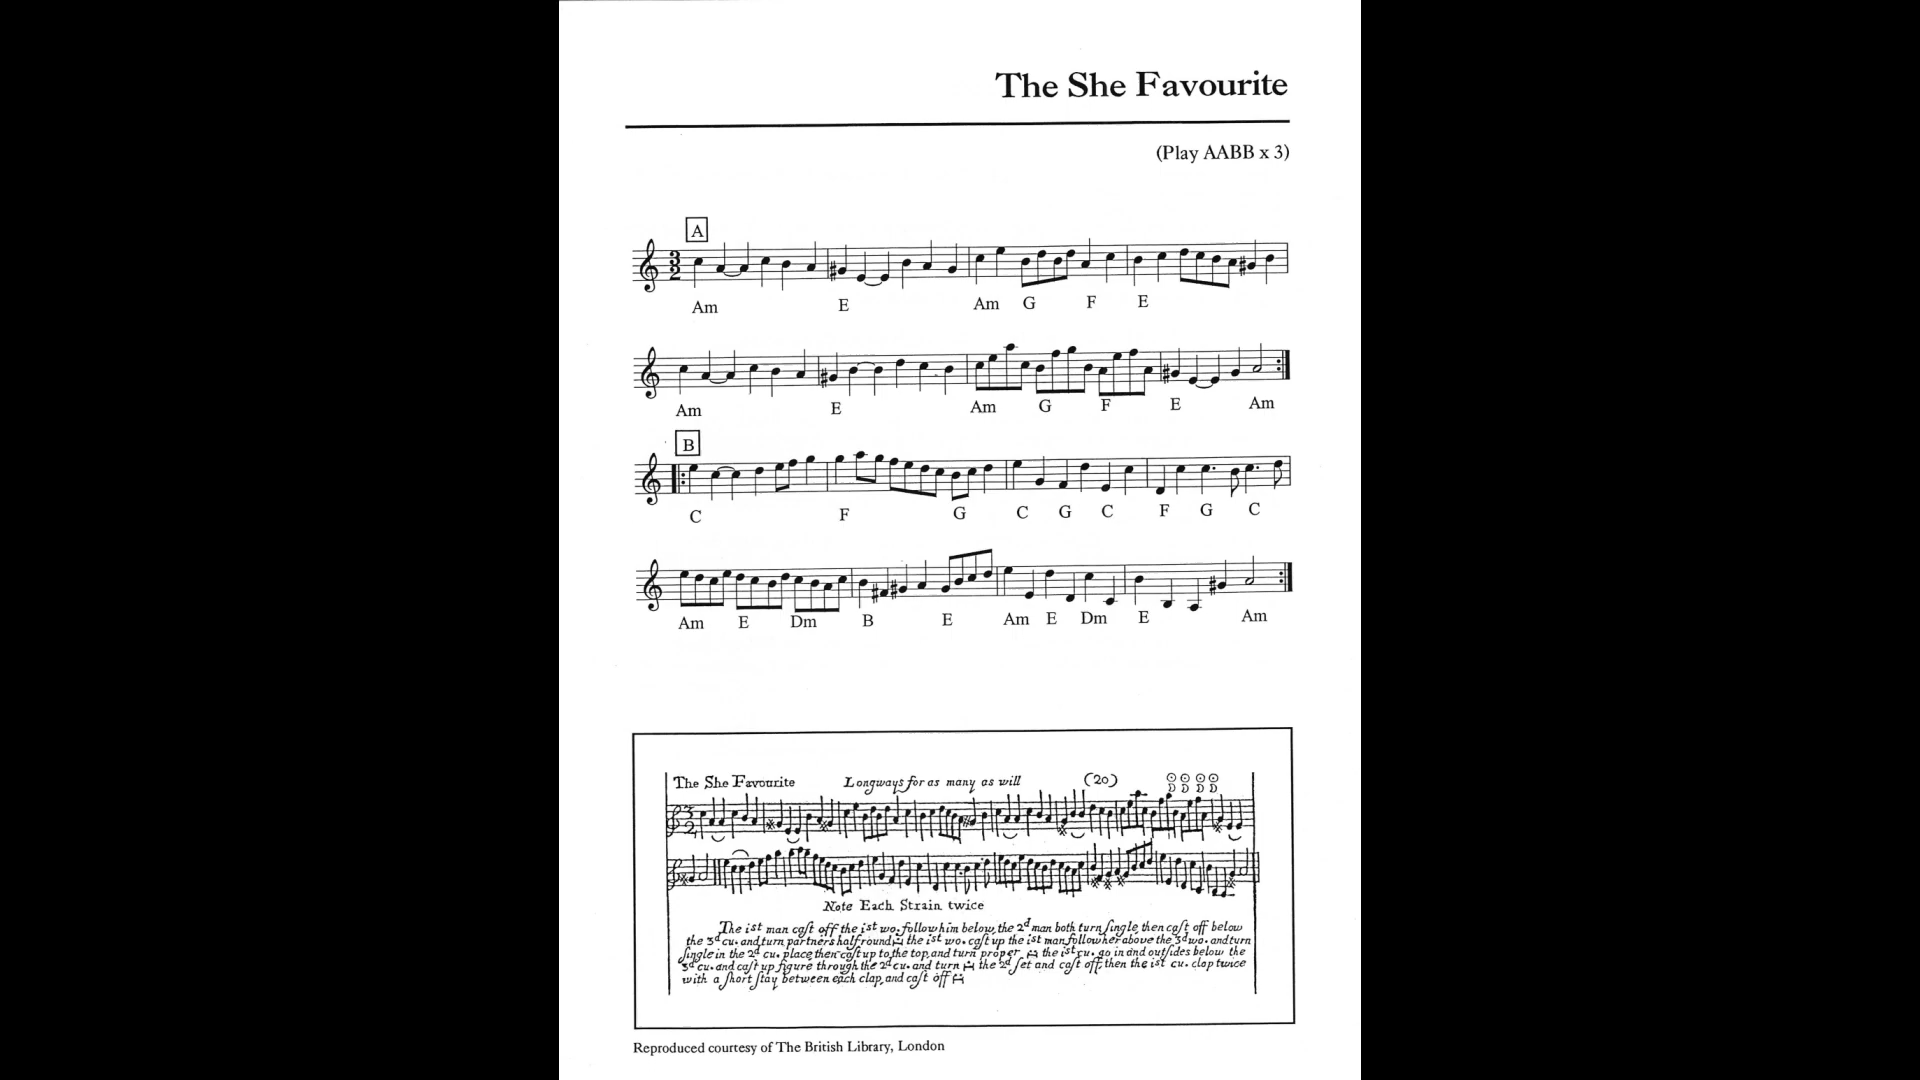 The She Favourite
(Play AABB x 3)
A
Am E Am G F E
Am E Am G F E Am
B
C F G C G C F G C
Am E Dm B E Am E Dm E Am
The She Favourite Longways for as many as will (20)
Note Each Strain twice
The 1st man cast off the 1st wo. follow him below, the 2d man both turn single, then cast off below
the 3d cu. and turn partners half round the 1st wo. cast up the 1st man follow her above the 3d wo. and turn
single in the 2d cu. place then cast up to the top, and turn proper the 1st cu. go in and outsides below the
3d cu. and cast up figure through the 2d cu. and turn the 2d set and cast off, then the 1st cu. clap twice
with a short stay between each clap, and cast off
Reproduced courtesy of The British Library, London